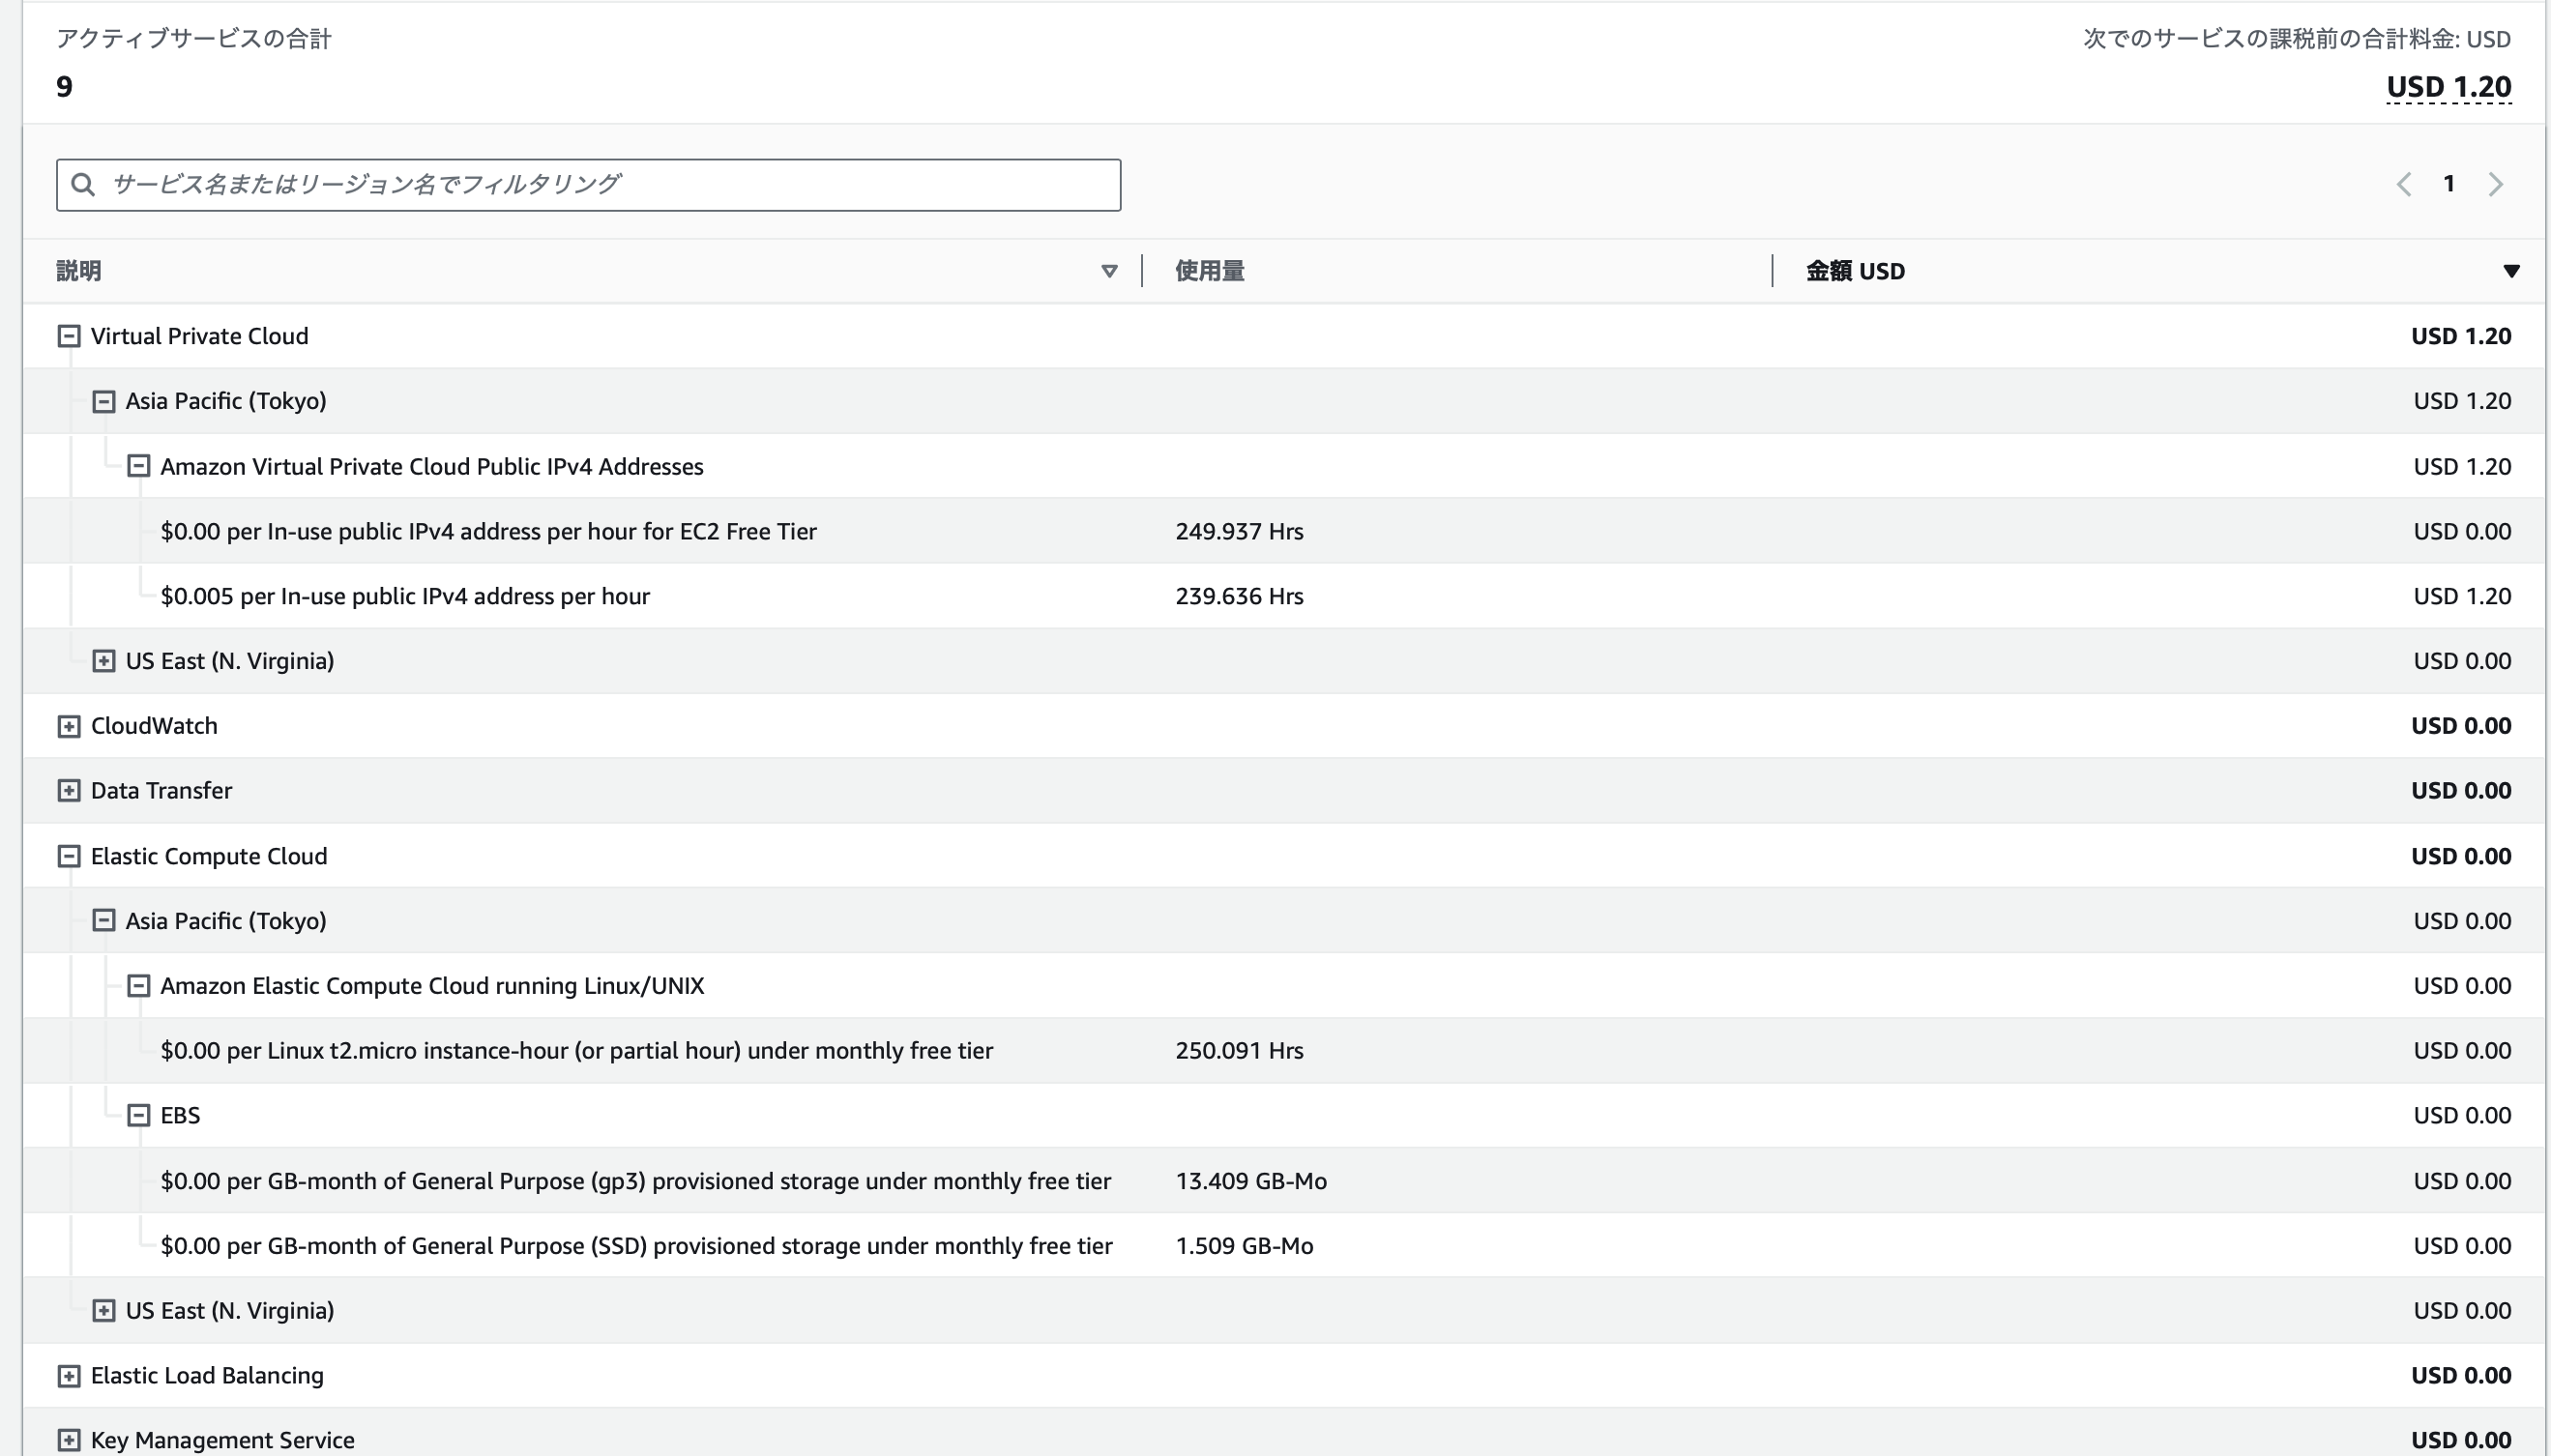 アクティブサービスの合計 次でのサービスの課税前の合計料金: USD
9 USD 1.20
サービス名またはリージョン名でフィルタリング 1
説明 使用量 金額 USD
Virtual Private Cloud USD 1.20
Asia Pacific (Tokyo) USD 1.20
Amazon Virtual Private Cloud Public IPv4 Addresses USD 1.20
$0.00 per In-use public IPv4 address per hour for EC2 Free Tier 249.937 Hrs USD 0.00
$0.005 per In-use public IPv4 address per hour 239.636 Hrs USD 1.20
US East (N. Virginia) USD 0.00
CloudWatch USD 0.00
Data Transfer USD 0.00
Elastic Compute Cloud USD 0.00
Asia Pacific (Tokyo) USD 0.00
Amazon Elastic Compute Cloud running Linux/UNIX USD 0.00
$0.00 per Linux t2.micro instance-hour (or partial hour) under monthly free tier 250.091 Hrs USD 0.00
EBS USD 0.00
$0.00 per GB-month of General Purpose (gp3) provisioned storage under monthly free tier 13.409 GB-Mo USD 0.00
$0.00 per GB-month of General Purpose (SSD) provisioned storage under monthly free tier 1.509 GB-Mo USD 0.00
US East (N. Virginia) USD 0.00
Elastic Load Balancing USD 0.00
Key Management Service USD 0.00